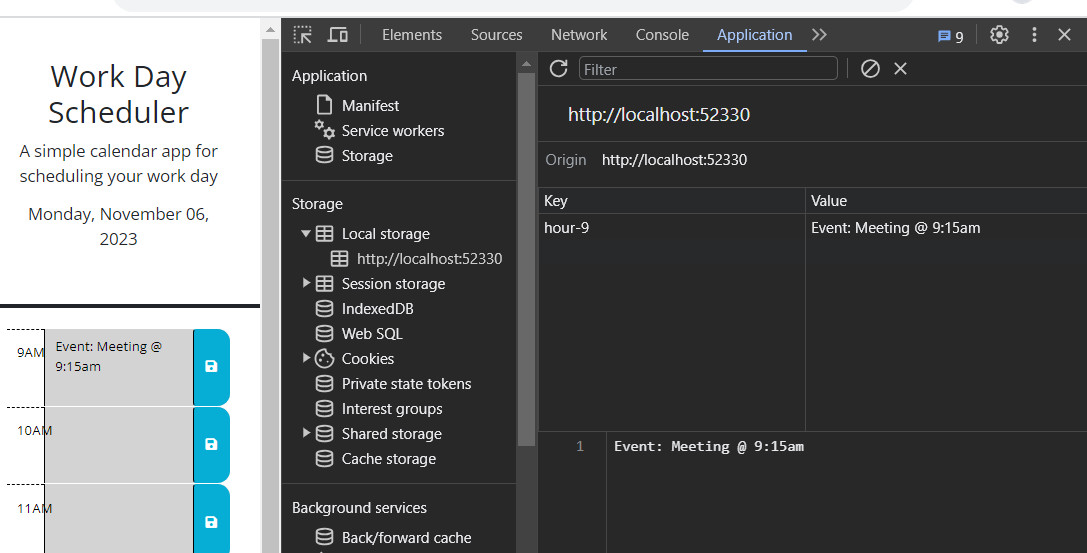 Work Day
Scheduler
A simple calendar app for
scheduling your work day
Monday, November 06,
2023
9AM
Event: Meeting @
9:15am
10AM
11AM
Elements Sources Network Console Application 9
Application
Manifest
Service workers
Storage
Storage
Local storage
http://localhost:52330
Session storage
IndexedDB
Web SQL
Cookies
Private state tokens
Interest groups
Shared storage
Cache storage
Background services
Back/forward cache
Filter
http://localhost:52330
Origin http://localhost:52330
Key Value
hour-9 Event: Meeting @ 9:15am
1 Event: Meeting @ 9:15am